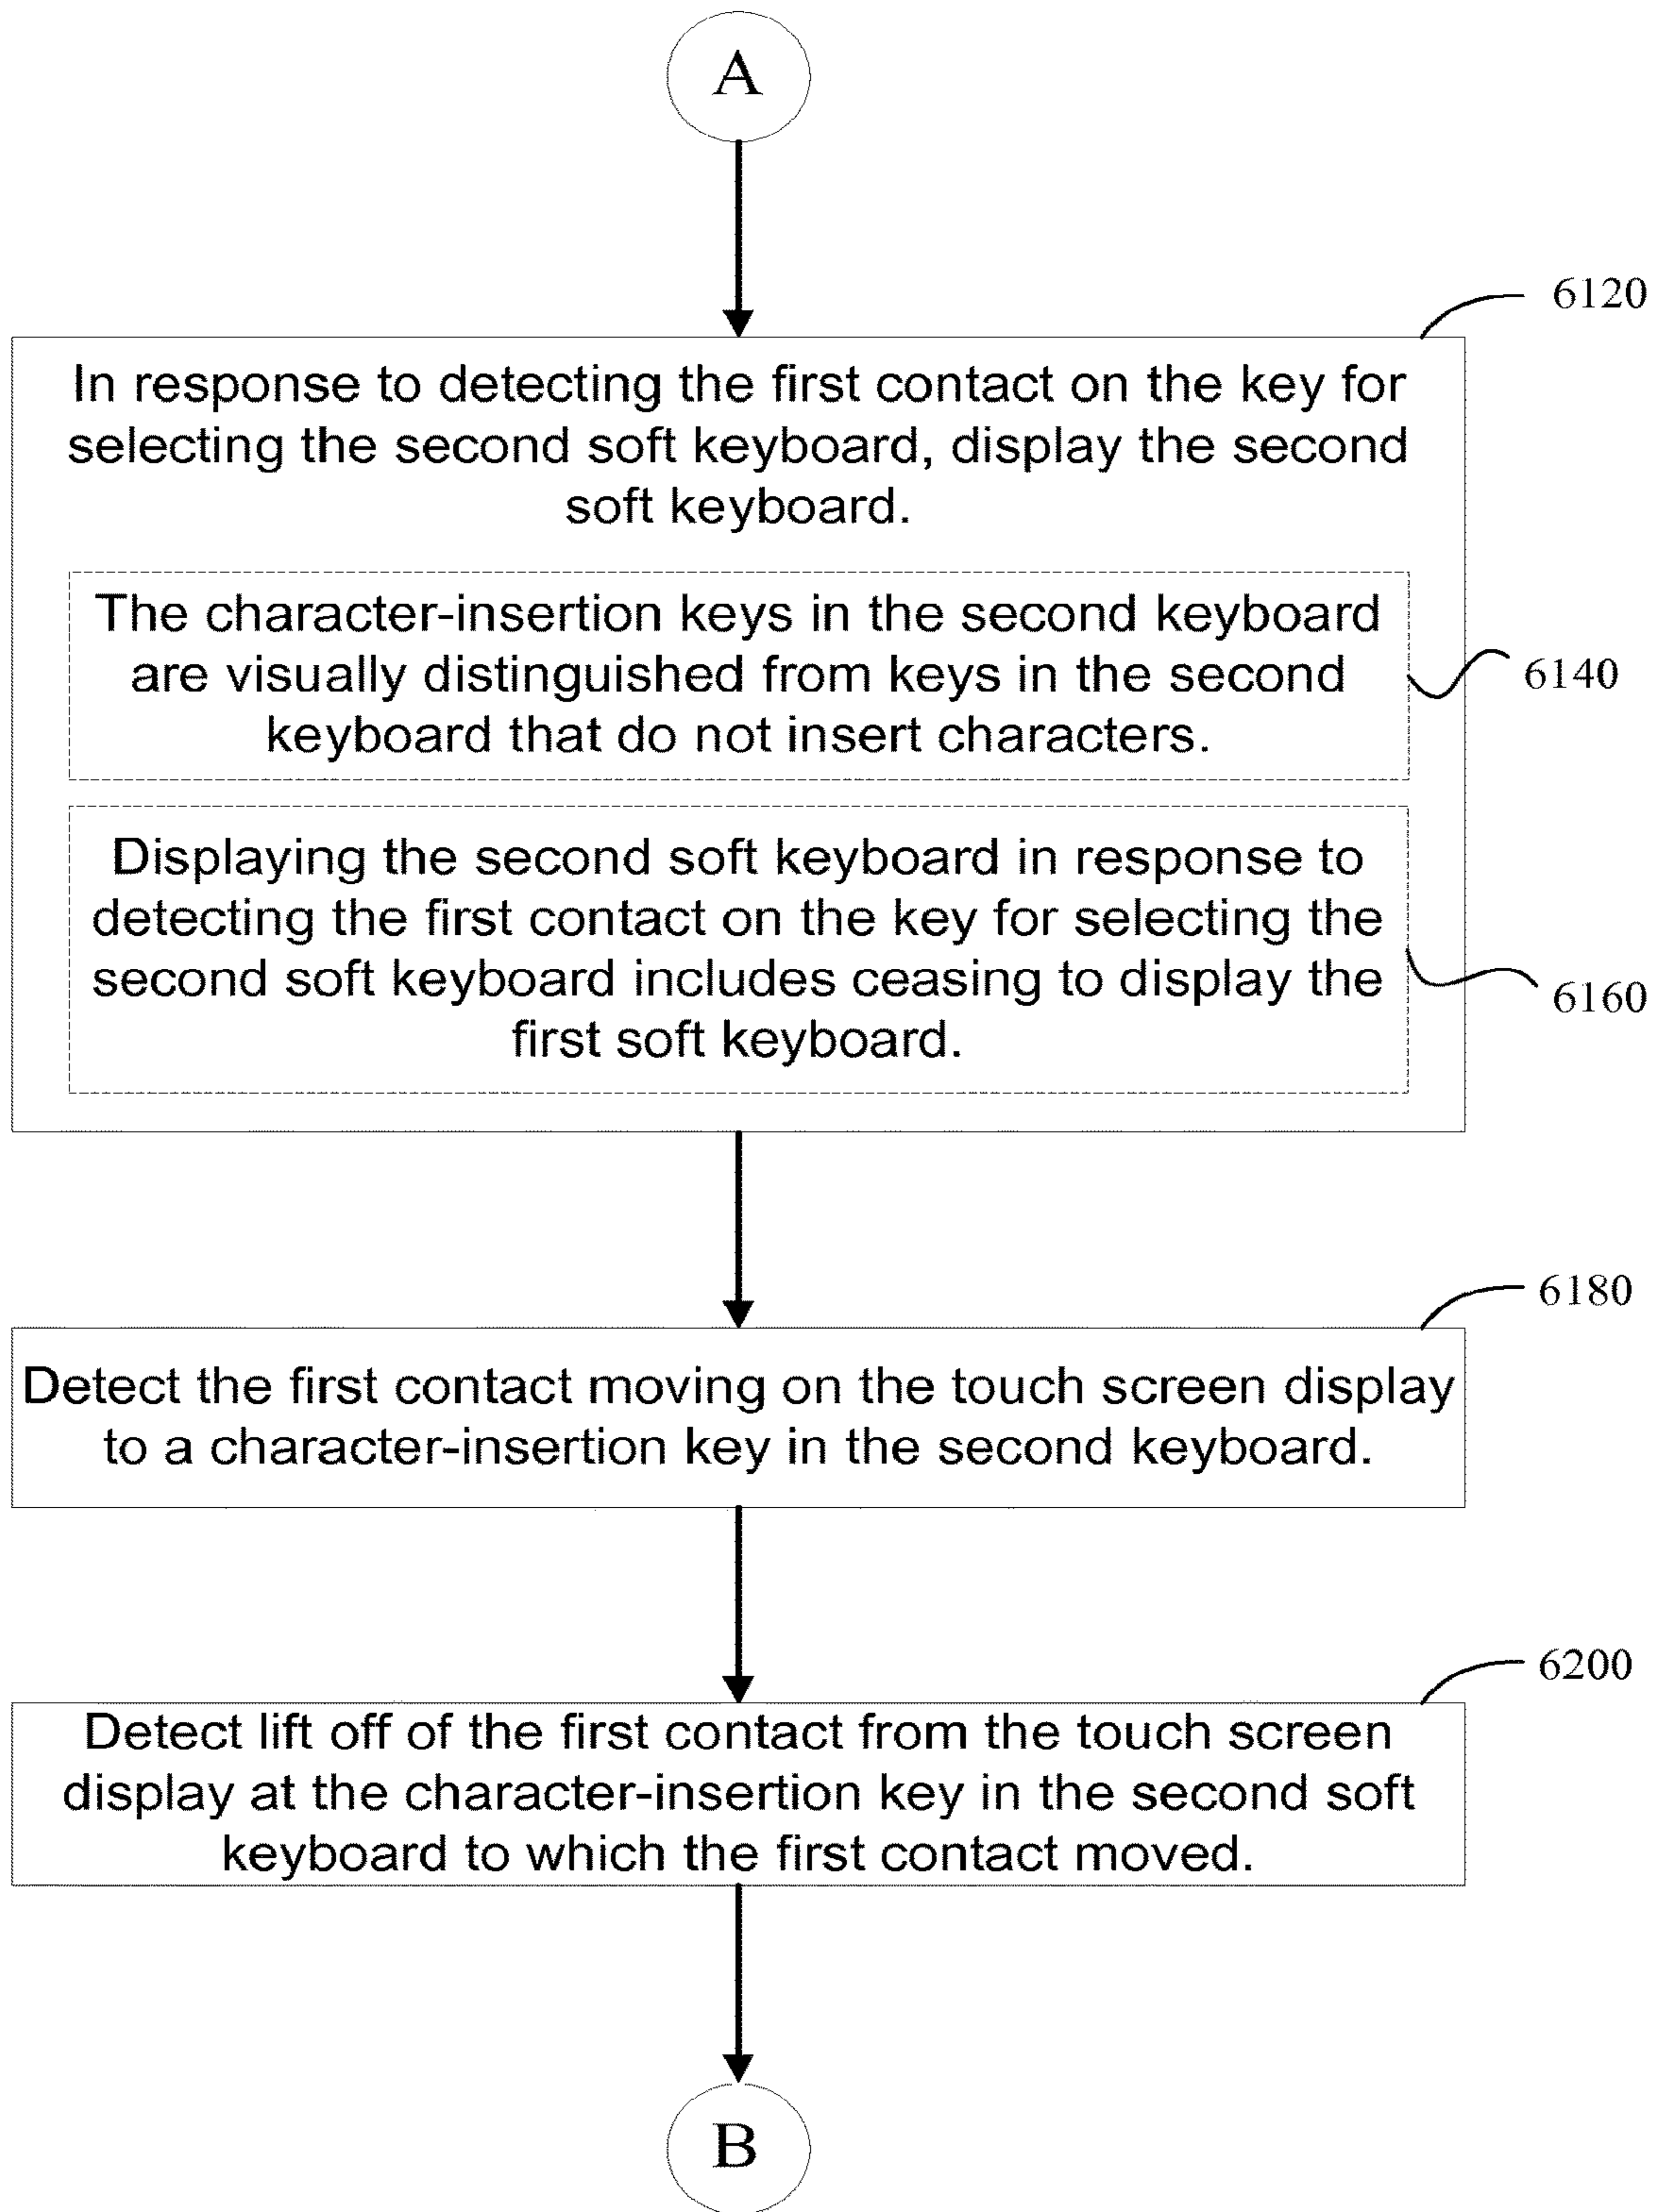 A
6120
In response to detecting the first contact on the key for
selecting the second soft keyboard, display the second
soft keyboard.
The character-insertion keys in the second keyboard
are visually distinguished from keys in the second
keyboard that do not insert characters.
6140
Displaying the second soft keyboard in response to
detecting the first contact on the key for selecting the
second soft keyboard includes ceasing to display the
first soft keyboard.
6160
6180
Detect the first contact moving on the touch screen display
to a character-insertion key in the second keyboard.
6200
Detect lift off of the first contact from the touch screen
display at the character-insertion key in the second soft
keyboard to which the first contact moved.
B